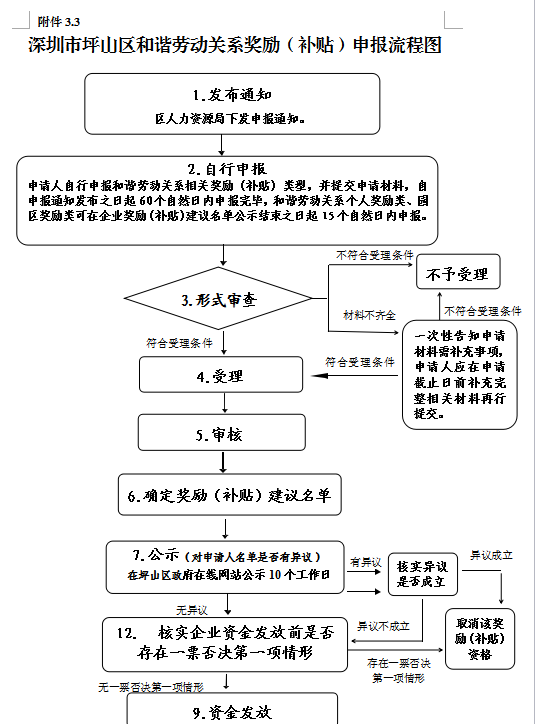 附件 3.3
深圳市坪山区和谐劳动关系奖励（补贴）申报流程图
1.发布通知
区人力资源局下发申报通知。
2.自行申报
申请人自行申报和谐劳动关系相关奖励（补贴）类型，并提交申请材料，自
申报通知发布之日起 60个自然日内申报完毕，和谐劳动关系个人奖励类、园
区奖励类可在企业奖励(补贴)建议名单公示结束之日起 15个自然日内申报。
不符合受理条件
不予受理
3.形式审查
材料不齐全
不符合受理条件
一次性告知申请
材料需补充事项，
申请人应在申请
截止日前补充完
整相关材料再行
提交。
符合受理条件
符合受理条件
4.受理
5.审核
6.确定奖励（补贴）建议名单
7.公示（对申请人名单是否有异议）
在坪山区政府在线网站公示 10个工作日
有异议
核实异议
是否成立
异议成立
无异议
异议不成立
取消该奖
励(补贴)
资格
12. 核实企业资金发放前是否
存在一票否决第一项情形
存在一票否决
第一项情形
无一票否决第一项情形
9.资金发放